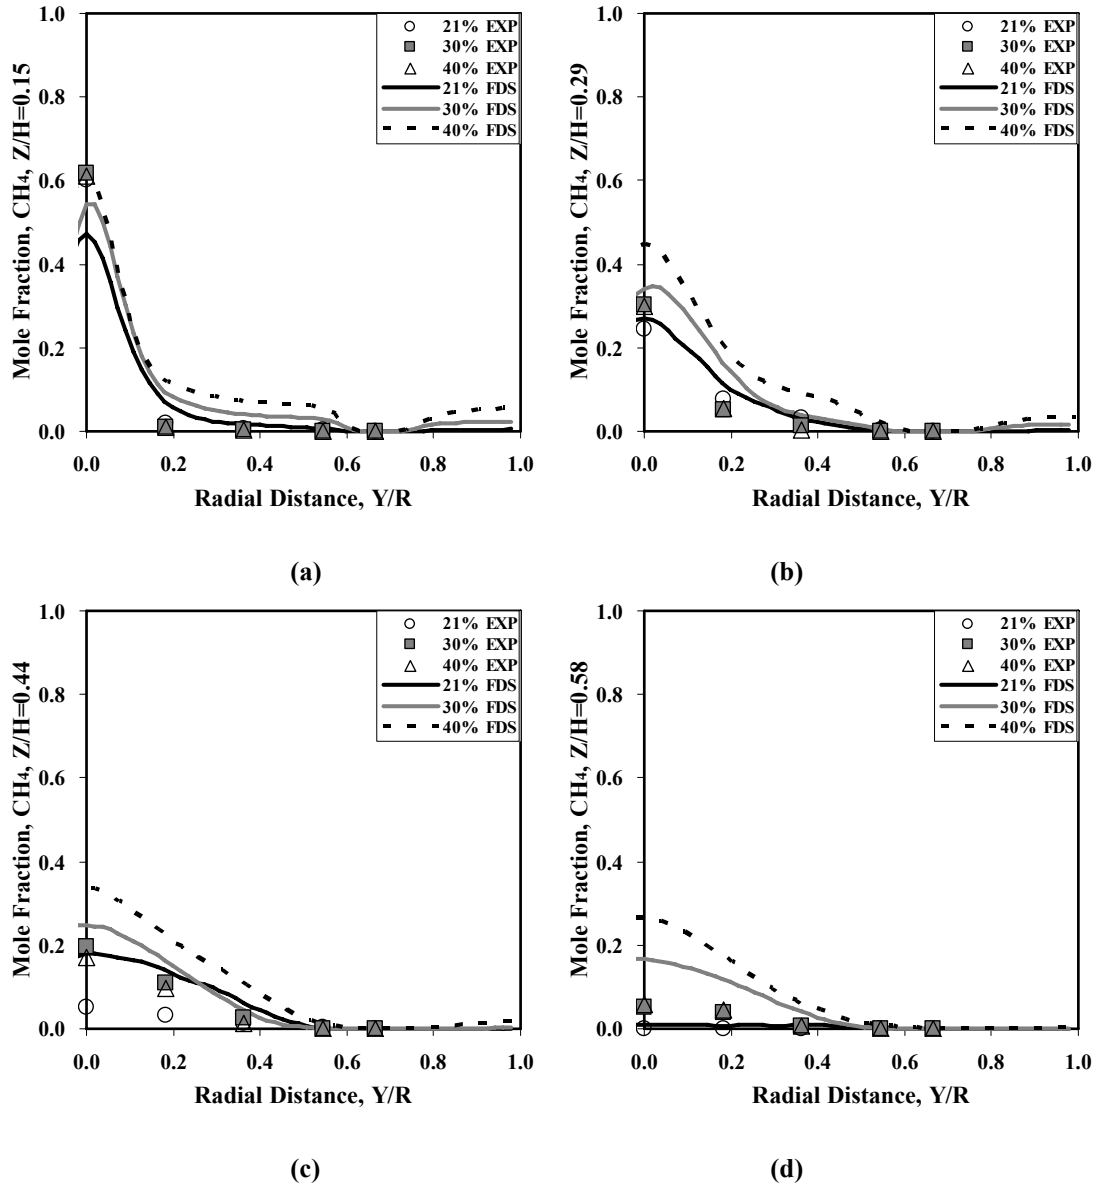 Mole Fraction, CH4, Z/H=0.15
1.0
0.8
0.6
0.4
0.2
0.0
21% EXP
30% EXP
40% EXP
21% FDS
30% FDS
40% FDS
0.0 0.2 0.4 0.6 0.8 1.0
Radial Distance, Y/R
(a)
Mole Fraction, CH4, Z/H=0.29
1.0
0.8
0.6
0.4
0.2
0.0
21% EXP
30% EXP
40% EXP
21% FDS
30% FDS
40% FDS
0.0 0.2 0.4 0.6 0.8 1.0
Radial Distance, Y/R
(b)
Mole Fraction, CH4, Z/H=0.44
1.0
0.8
0.6
0.4
0.2
0.0
21% EXP
30% EXP
40% EXP
21% FDS
30% FDS
40% FDS
0.0 0.2 0.4 0.6 0.8 1.0
Radial Distance, Y/R
(c)
Mole Fraction, CH4, Z/H=0.58
1.0
0.8
0.6
0.4
0.2
0.0
21% EXP
30% EXP
40% EXP
21% FDS
30% FDS
40% FDS
0.0 0.2 0.4 0.6 0.8 1.0
Radial Distance, Y/R
(d)